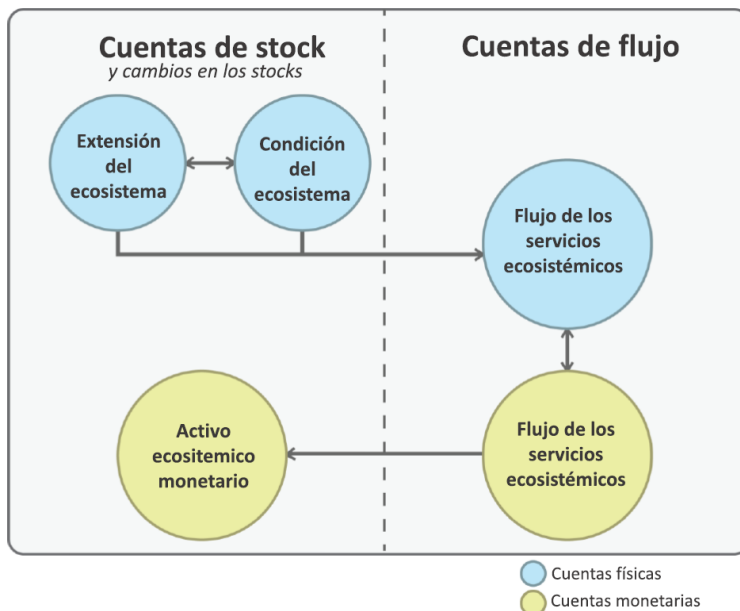 Cuentas de stock
y cambios en los stocks
Cuentas de flujo
Extensión
del
ecosistema
Condición
del
ecosistema
Flujo de los
servicios
ecosistémicos
Activo
ecositemico
monetario
Flujo de los
servicios
ecosistémicos
Cuentas físicas
Cuentas monetarias